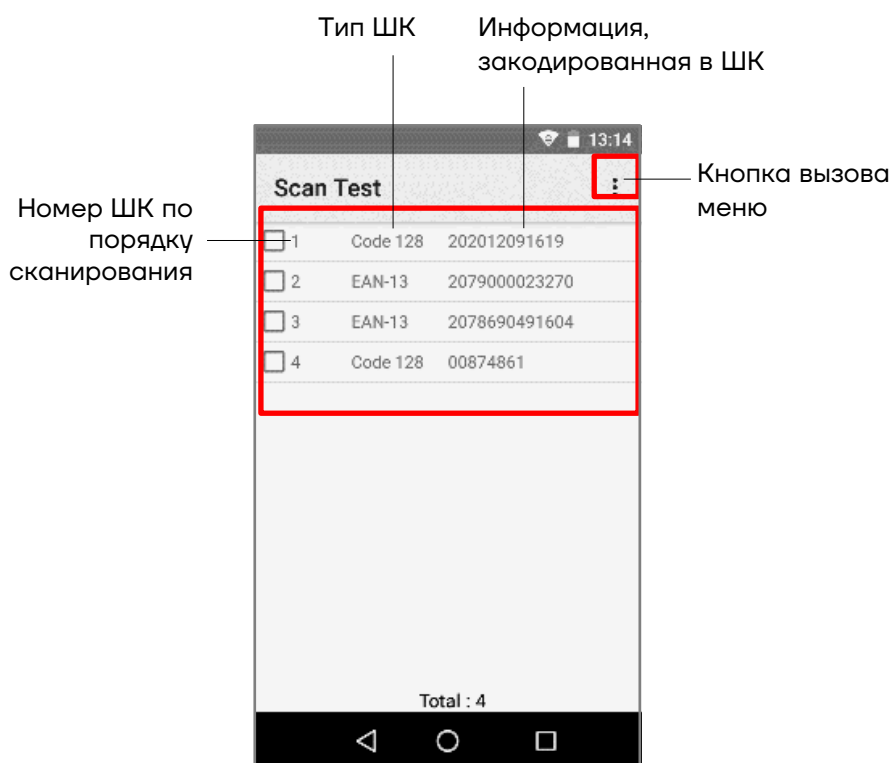 Тип ШК
Информация,
закодированная в ШК
13:14
Scan Test
Кнопка вызова
меню
Номер ШК по
порядку
сканирования
1 Code 128 202012091619
2 EAN-13 2079000023270
3 EAN-13 2078690491604
4 Code 128 00874861
Total : 4